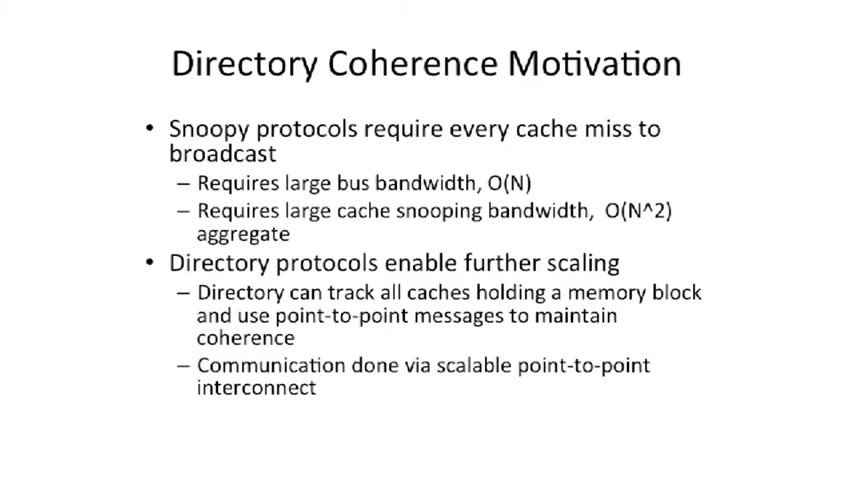 Directory Coherence Motivation
• Snoopy protocols require every cache miss to
broadcast
– Requires large bus bandwidth, O(N)
– Requires large cache snooping bandwidth, O(N^2)
aggregate
• Directory protocols enable further scaling
– Directory can track all caches holding a memory block
and use point-to-point messages to maintain
coherence
– Communication done via scalable point-to-point
interconnect